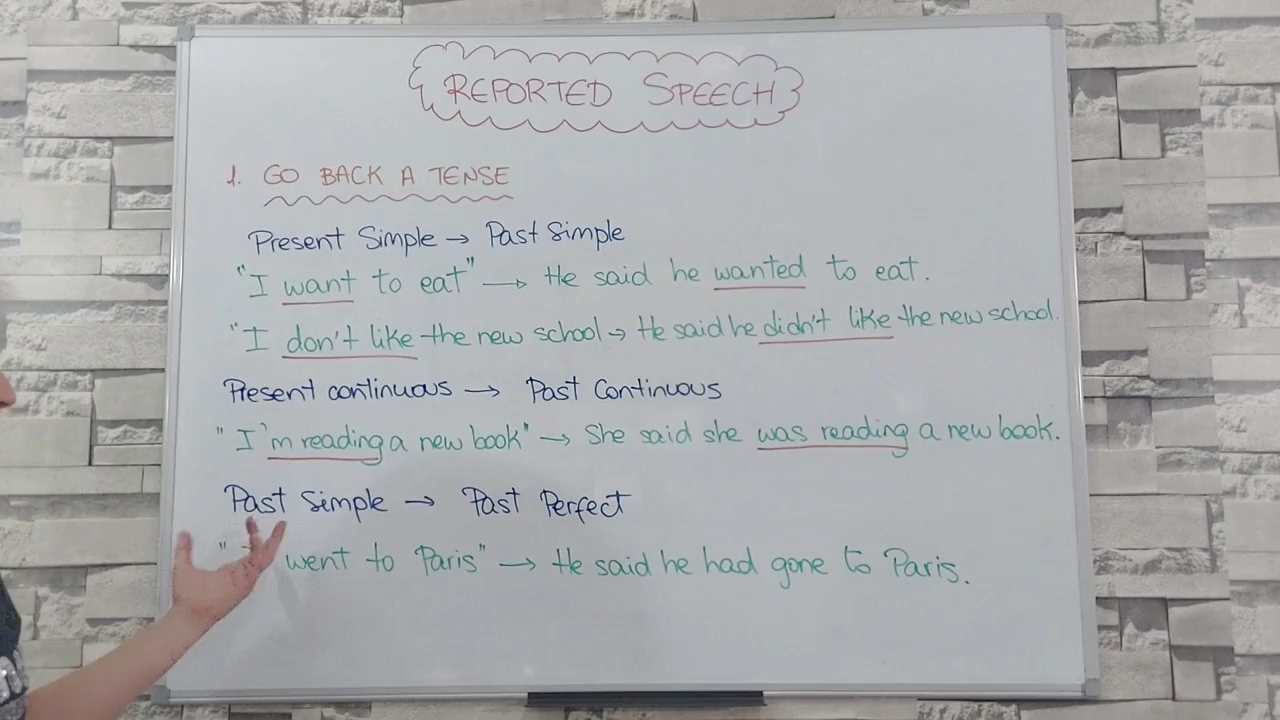 REPORTED SPEECH
1. GO BACK A TENSE
Present Simple → Past Simple
"I want to eat" → He said he wanted to eat.
"I don't like the new school → He said he didn't like the new school.
Present continuous → Past Continuous
"I'm reading a new book" → She said she was reading a new book.
Past Simple → Past Perfect
" went to Paris" → He said he had gone to Paris.